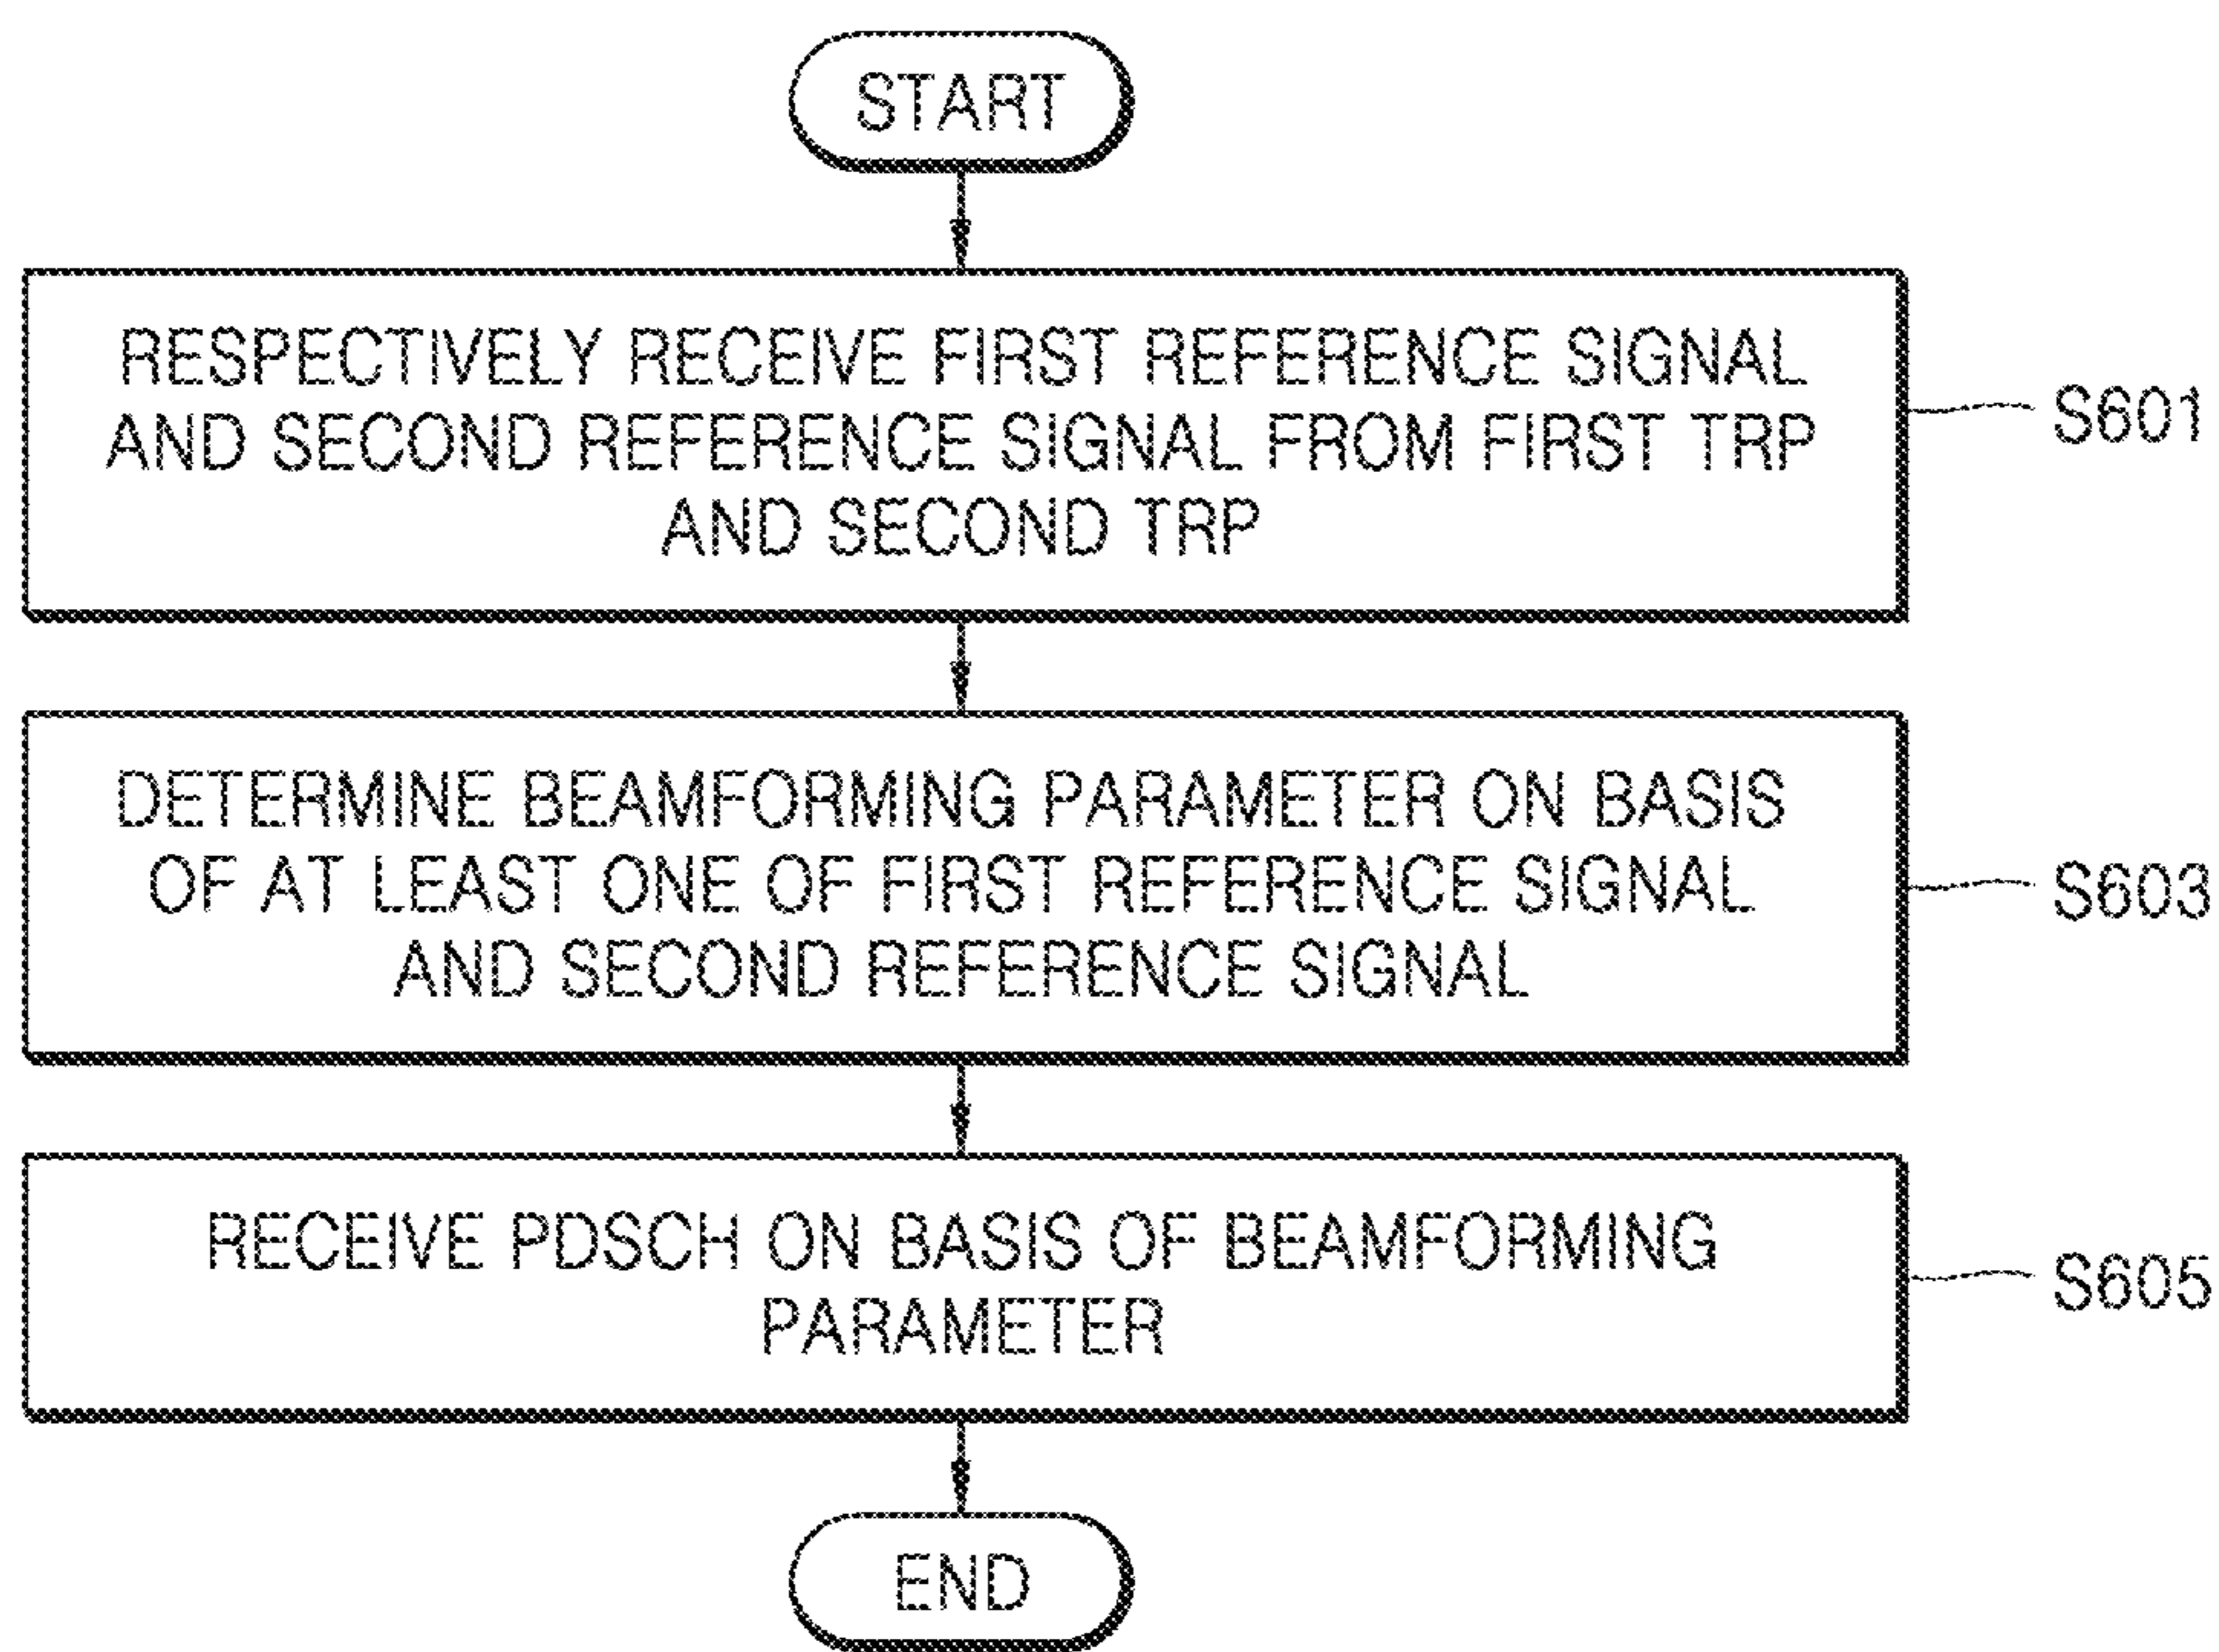 START
RESPECTIVELY RECEIVE FIRST REFERENCE SIGNAL
AND SECOND REFERENCE SIGNAL FROM FIRST TRP
AND SECOND TRP
S601
DETERMINE BEAMFORMING PARAMETER ON BASIS
OF AT LEAST ONE OF FIRST REFERENCE SIGNAL
AND SECOND REFERENCE SIGNAL
S603
RECEIVE PDSCH ON BASIS OF BEAMFORMING
PARAMETER
S605
END